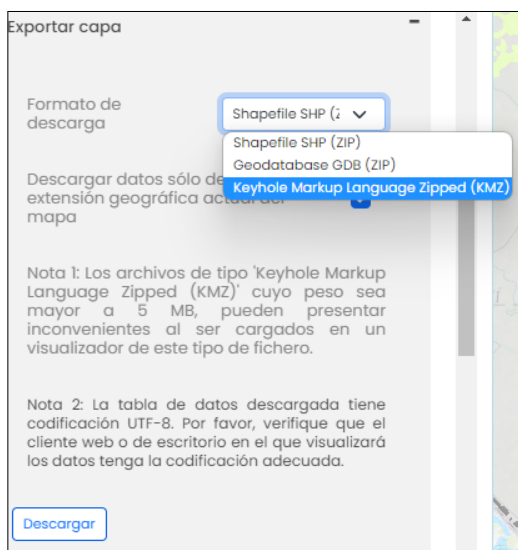 Exportar capa
Formato de
descarga
Shapefile SHP (
Shapefile SHP (ZIP)
Geodatabase GDB (ZIP)
Keyhole Markup Language Zipped (KMZ)
Descargar datos sólo de
extensión geográfica actual del
mapa
Nota 1: Los archivos de tipo 'Keyhole Markup
Language Zipped (KMZ)' cuyo peso sea
mayor a 5 MB, pueden presentar
inconvenientes al ser cargados en un
visualizador de este tipo de fichero.
Nota 2: La tabla de datos descargada tiene
codificación UTF-8. Por favor, verifique que el
cliente web o de escritorio en el que visualizará
los datos tenga la codificación adecuada.
Descargar